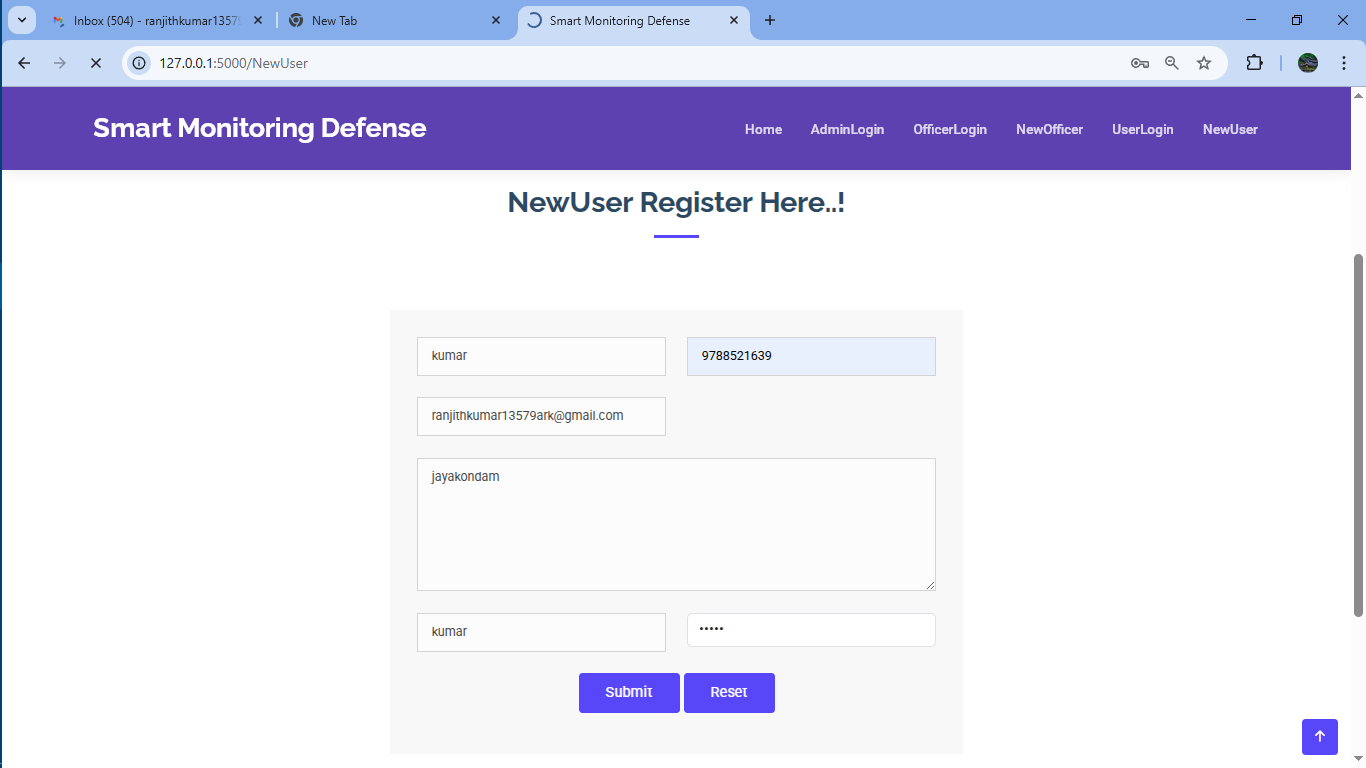 Inbox (504) - ranjithkumar13579
New Tab
Smart Monitoring Defense
127.0.0.1:5000/NewUser
Smart Monitoring Defense
Home AdminLogin OfficerLogin NewOfficer UserLogin NewUser
NewUser Register Here..!
kumar 9788521639
ranjithkumar13579ark@gmail.com
jayakondam
kumar •••••
Submit Reset